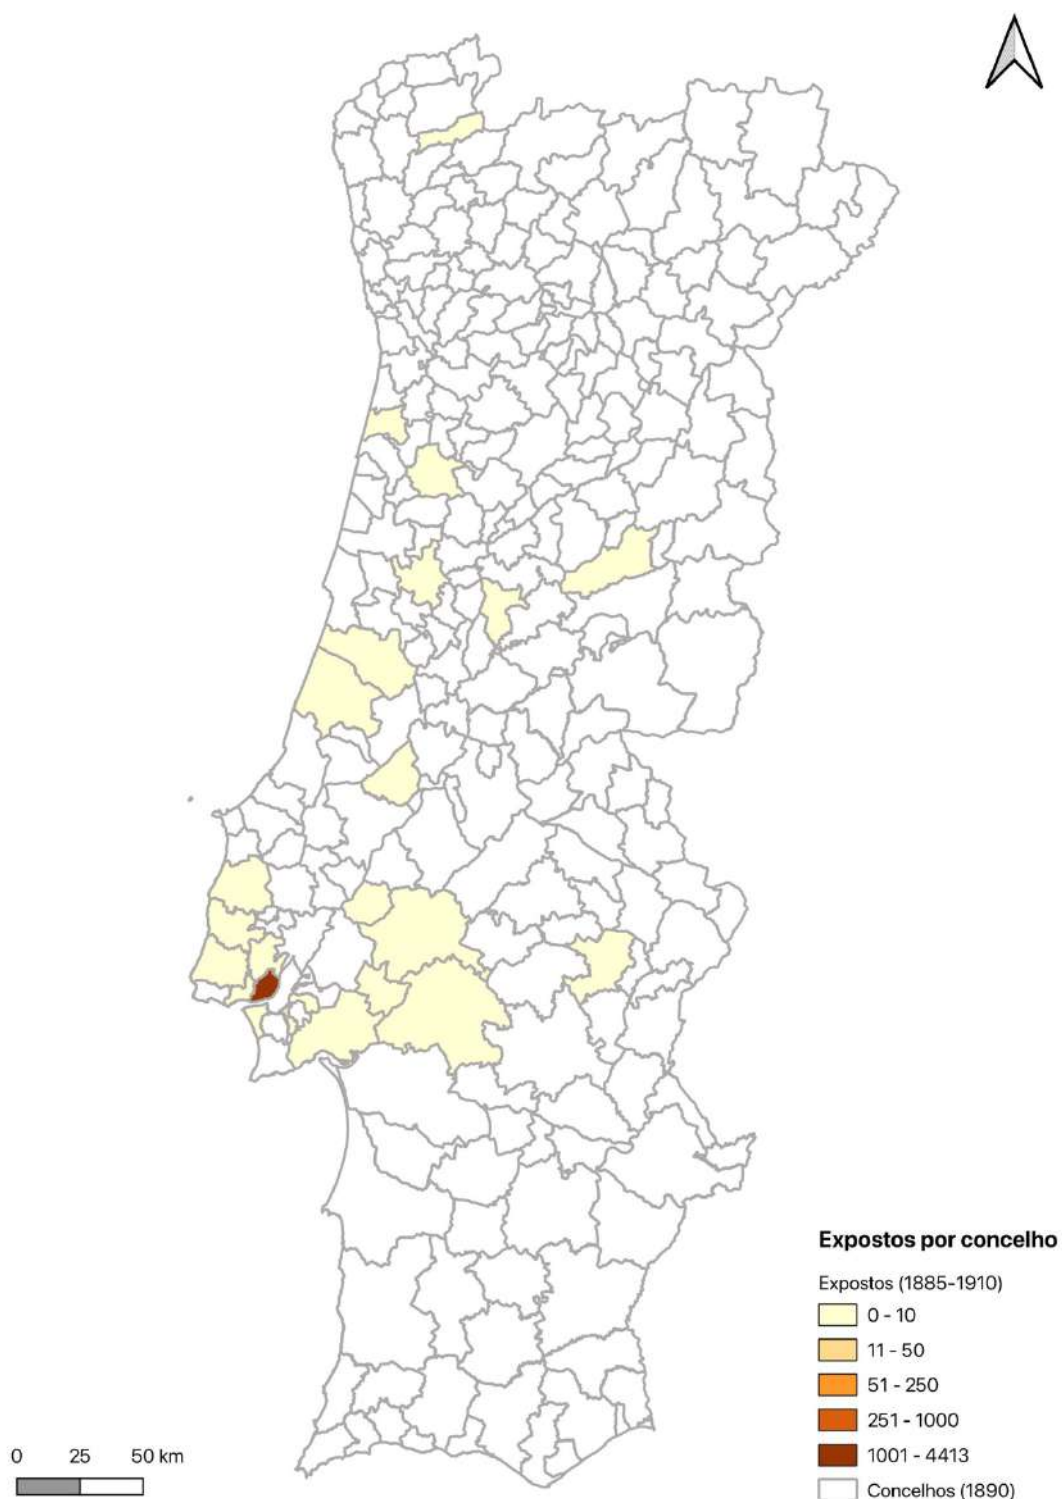 Expostos por concelho
Expostos (1885-1910)
0 - 10
11 - 50
51 - 250
251 - 1000
1001 - 4413
Concelhos (1890)
0 25 50 km